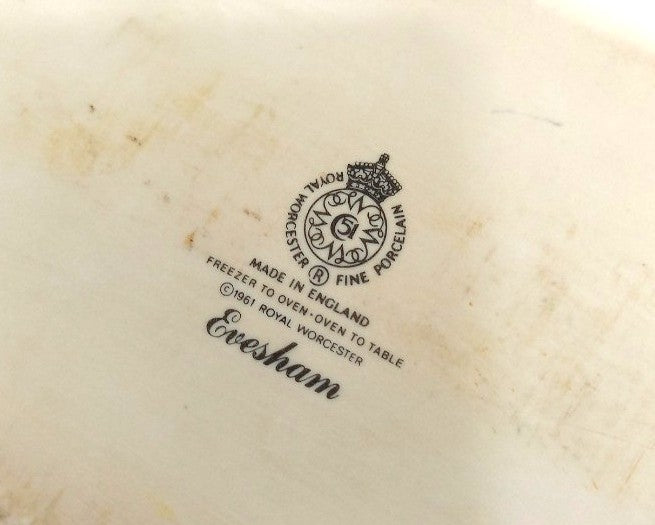 ROYAL WORCESTER ® FINE PORCELAIN
51
MADE IN ENGLAND
FREEZER TO OVEN·OVEN TO TABLE
©1961 ROYAL WORCESTER
Evesham